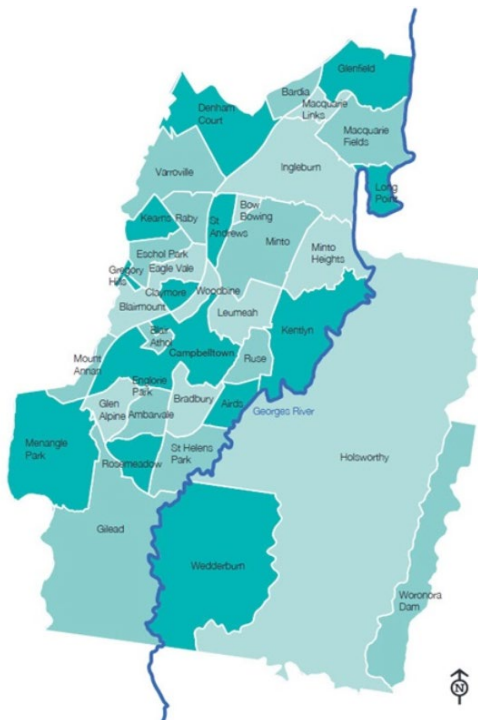 Glenfield
Bardia
Macquarie
Links
Denham
Court
Macquarie
Fields
Ingleburn
Varroville
Long
Point
Kearns
Raby
St
Andrews
Bow
Bowing
Minto
Minto
Heights
Eschol Park
Eagle Vale
Gregory
Hills
Claymore
Woodbine
Blairmount
Leumeah
Kentlyn
Blair
Athol
Campbelltown
Mount
Annan
Ruse
Englorie
Park
Bradbury
Airds
Glen
Alpine
Ambarvale
Georges River
Menangle
Park
St Helens
Park
Rosemeadow
Holsworthy
Gilead
Wedderburn
Woronora
Dam
N